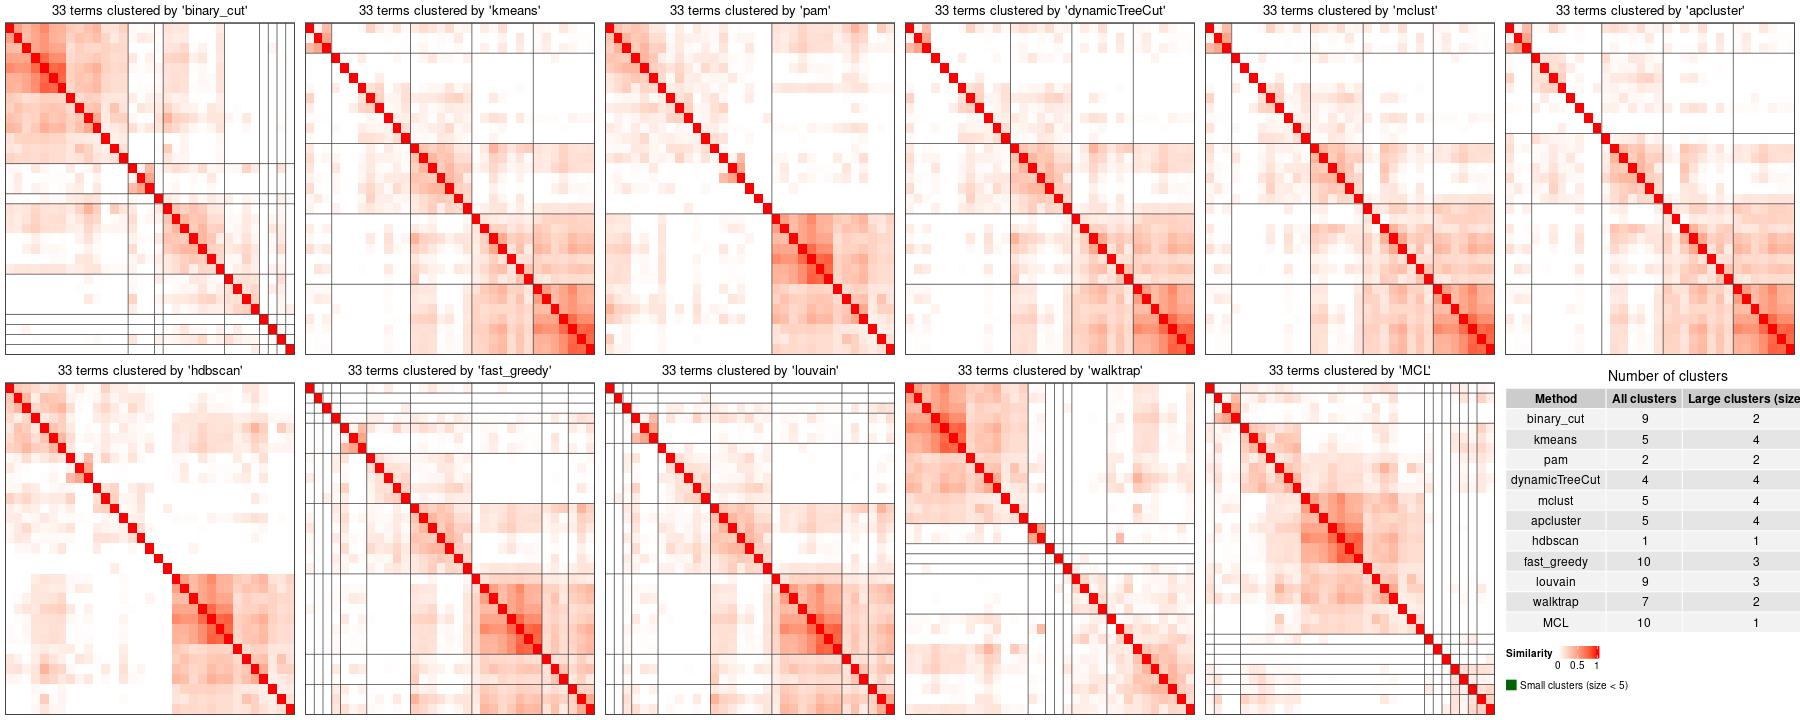 33 terms clustered by 'binary_cut'
33 terms clustered by 'kmeans'
33 terms clustered by 'pam'
33 terms clustered by 'dynamicTreeCut'
33 terms clustered by 'mclust'
33 terms clustered by 'apcluster'
33 terms clustered by 'hdbscan'
33 terms clustered by 'fast_greedy'
33 terms clustered by 'louvain'
33 terms clustered by 'walktrap'
33 terms clustered by 'MCL'
Number of clusters
Method All clusters Large clusters (size
binary_cut 9 2
kmeans 5 4
pam 2 2
dynamicTreeCut 4 4
mclust 5 4
apcluster 5 4
hdbscan 1 1
fast_greedy 10 3
louvain 9 3
walktrap 7 2
MCL 10 1
Similarity
0 0.5 1
Small clusters (size < 5)